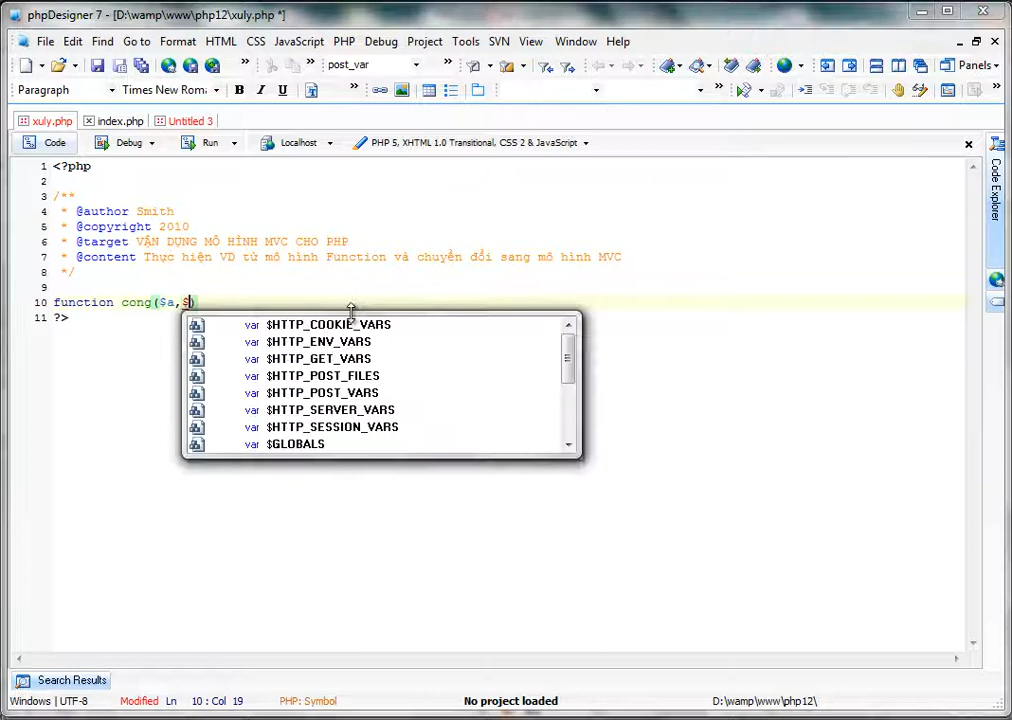 phpDesigner 7 - [D:\wamp\www\php12\xuly.php *]
File Edit Find Go to Format HTML CSS JavaScript PHP Debug Project Tools SVN View Window Help
post_var Panels
Paragraph Times New Roma B I U
xuly.php index.php Untitled 3
Code Debug Run Localhost PHP 5, XHTML 1.0 Transitional, CSS 2 & JavaScript
Code Explorer
1 <?php
2
3 /**
4 * @author Smith
5 * @copyright 2010
6 * @target VẬN DỤNG MÔ HÌNH MVC CHO PHP
7 * @content Thực hiện VD từ mô hình Function và chuyển đổi sang mô hình MVC
8 */
9
10 function cong($a,$)
11 ?>
var $HTTP_COOKIE_VARS
var $HTTP_ENV_VARS
var $HTTP_GET_VARS
var $HTTP_POST_FILES
var $HTTP_POST_VARS
var $HTTP_SERVER_VARS
var $HTTP_SESSION_VARS
var $GLOBALS
Search Results
Windows | UTF-8 Modified Ln 10 : Col 19 PHP: Symbol No project loaded D:\wamp\www\php12\